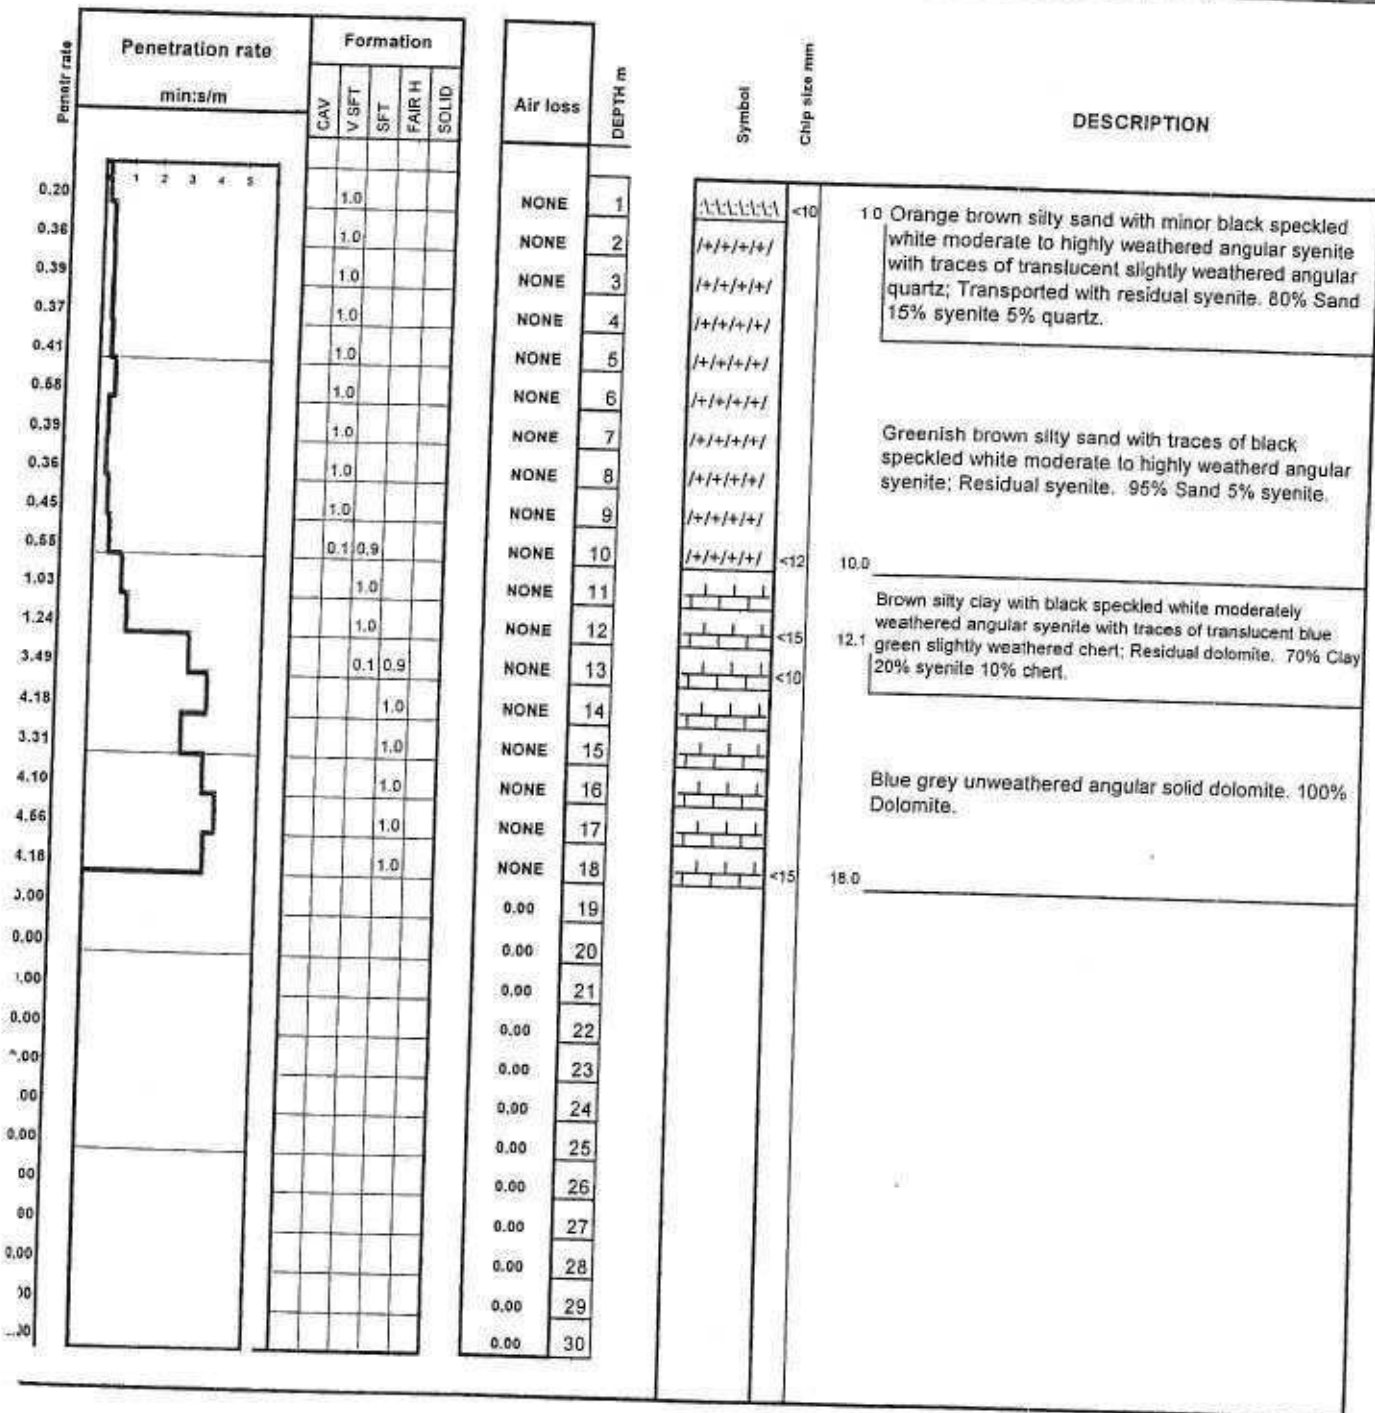 Penetr rate
Penetration rate
min:s/m
Formation
CAV
V SFT
SFT
FAIR H
SOLID
Air loss
DEPTH m
Symbol
Chip size mm
DESCRIPTION
1 2 3 4 5
0.20 1.0 NONE 1 <10 1.0
0.36 1.0 NONE 2 /+/+/+/+/
0.39 1.0 NONE 3 /+/+/+/+/
0.37 1.0 NONE 4 /+/+/+/+/
0.41 1.0 NONE 5 /+/+/+/+/
0.68 1.0 NONE 6 /+/+/+/+/
0.39 1.0 NONE 7 /+/+/+/+/
0.36 1.0 NONE 8 /+/+/+/+/
0.45 1.0 NONE 9 /+/+/+/+/
0.55 0.1 0.9 NONE 10 /+/+/+/+/ <12 10.0
1.03 1.0 NONE 11
1.24 1.0 NONE 12 <15 12.1
3.49 0.1 0.9 NONE 13 <10
4.18 1.0 NONE 14
3.31 1.0 NONE 15
4.10 1.0 NONE 16
4.66 1.0 NONE 17
4.18 1.0 NONE 18 <15 18.0
0.00 19
0.00 0.00 20
0.00 21
0.00 0.00 22
0.00 23
.00 0.00 24
0.00 0.00 25
00 0.00 26
00 0.00 27
0.00 0.00 28
00 0.00 29
0.00 30
Orange brown silty sand with minor black speckled
white moderate to highly weathered angular syenite
with traces of translucent slightly weathered angular
quartz; Transported with residual syenite. 80% Sand
15% syenite 5% quartz.
Greenish brown silty sand with traces of black
speckled white moderate to highly weatherd angular
syenite; Residual syenite. 95% Sand 5% syenite.
Brown silty clay with black speckled white moderately
weathered angular syenite with traces of translucent blue
green slightly weathered chert; Residual dolomite. 70% Clay
20% syenite 10% chert.
Blue grey unweathered angular solid dolomite. 100%
Dolomite.